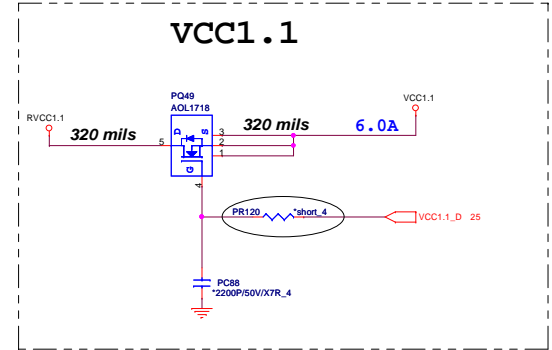 VCC1.1
PQ49
AOL1718
RVCC1.1
VCC1.1
320 mils
320 mils
6.0A
5
D
S
3
2
1
G
4
PR120
*short_4
VCC1.1_D 25
PC88
*2200P/50V/X7R_4